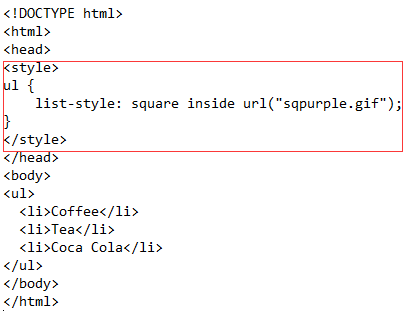 <!DOCTYPE html>
<html>
<head>
<style>
ul {
    list-style: square inside url("sqpurple.gif");
}
</style>
</head>
<body>
<ul>
  <li>Coffee</li>
  <li>Tea</li>
  <li>Coca Cola</li>
</ul>
</body>
</html>